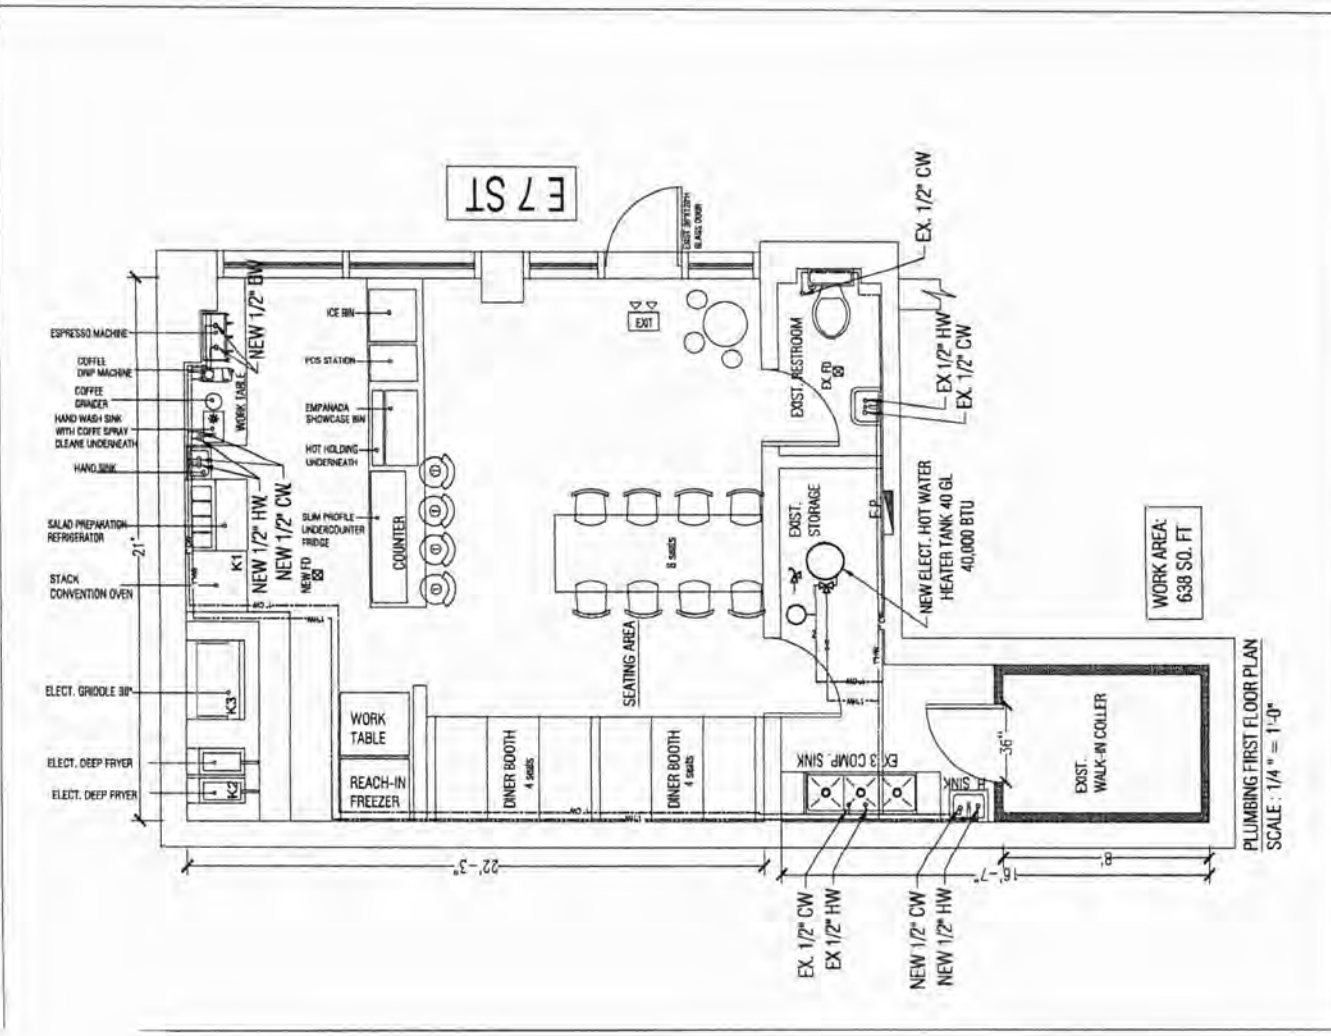 E 7 ST
EXIT
ESPRESSO MACHINE
COFFEE
DRIP MACHINE
COFFEE
GRINDER
HAND WASH SINK
WITH COFFE SPRAY
CLEANE UNDERNEATH
HAND SINK
SALAD PREPARATION
REFRIGERATOR
21'
STACK
CONVENTION OVEN
ELECT. GRIDDLE 36"
ELECT. DEEP FRYER
ELECT. DEEP FRYER
WORK TABLE
NEW 1/2" HW
NEW 1/2" CW
K1
K3
K2
ICE BIN
POS STATION
EMPANADA
SHOWCASE BIN
HOT HOLDING
UNDERNEATH
SLIM PROFILE
UNDERCOUNTER
FRIDGE
COUNTER
NEW FD
WORK
TABLE
REACH-IN
FREEZER
DINER BOOTH
4 seats
DINER BOOTH
4 seats
SEATING AREA
8 seats
EXIST. RESTROOM
EX. FD
EX. 1/2" CW
EX 1/2" HW
EX. 1/2" CW
EXIST.
STORAGE
E.P.
NEW ELECT. HOT WATER
HEATER TANK 40 GL
40,000 BTU
WORK AREA:
638 SQ. FT
EX. 3 COMP. SINK
H SINK
36"
EXIST.
WALK-IN COLLER
22'-3"
16'-7"
8'
EX. 1/2" CW
EX 1/2" HW
NEW 1/2" CW
NEW 1/2" HW
PLUMBING FIRST FLOOR PLAN
SCALE : 1/4 " = 1'-0"